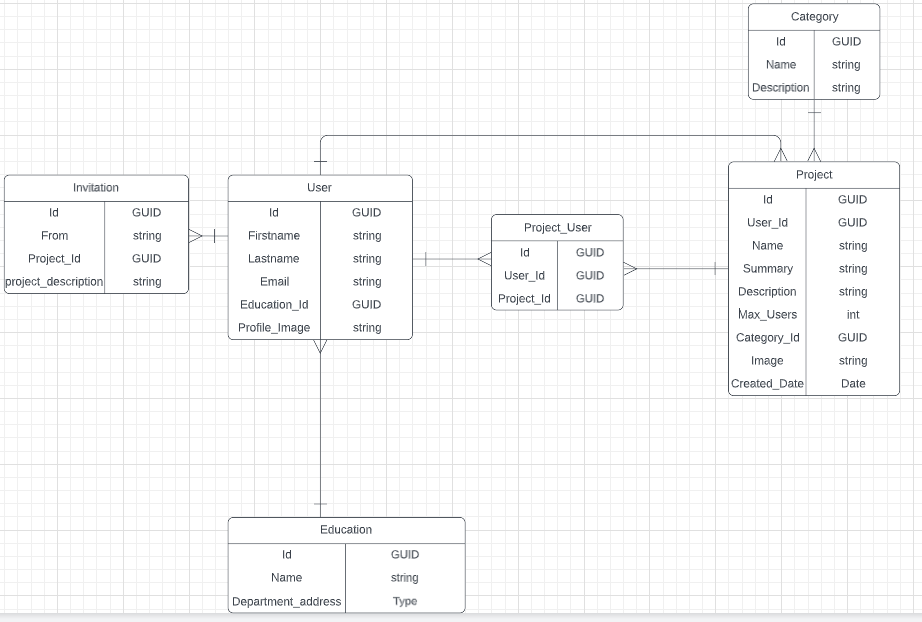 Category
Id GUID
Name string
Description string
Invitation
Id GUID
From string
Project_Id GUID
project_description string
User
Id GUID
Firstname string
Lastname string
Email string
Education_Id GUID
Profile_Image string
Project_User
Id GUID
User_Id GUID
Project_Id GUID
Project
Id GUID
User_Id GUID
Name string
Summary string
Description string
Max_Users int
Category_Id GUID
Image string
Created_Date Date
Education
Id GUID
Name string
Department_address Type